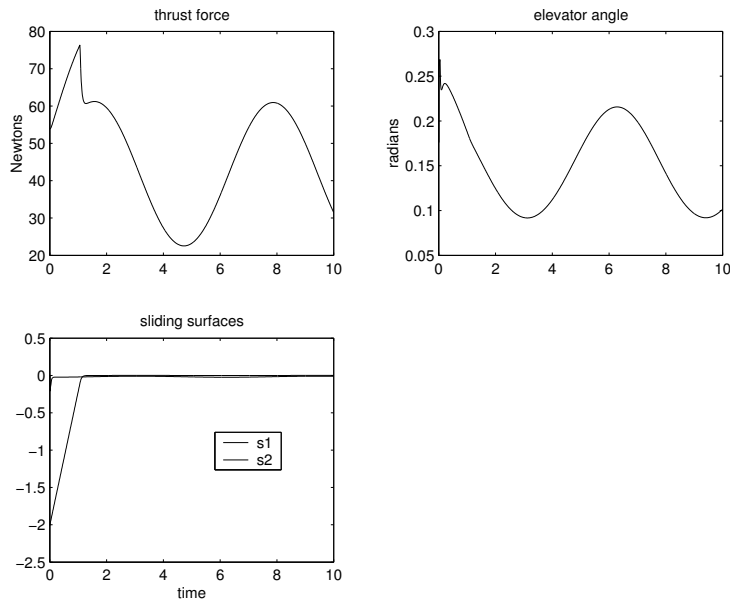 thrust force
80
70
60
50
40
30
20
Newtons
0 2 4 6 8 10
elevator angle
0.3
0.25
0.2
0.15
0.1
0.05
radians
0 2 4 6 8 10
sliding surfaces
0.5
0
−0.5
−1
−1.5
−2
−2.5
s1
s2
0 2 4 6 8 10
time